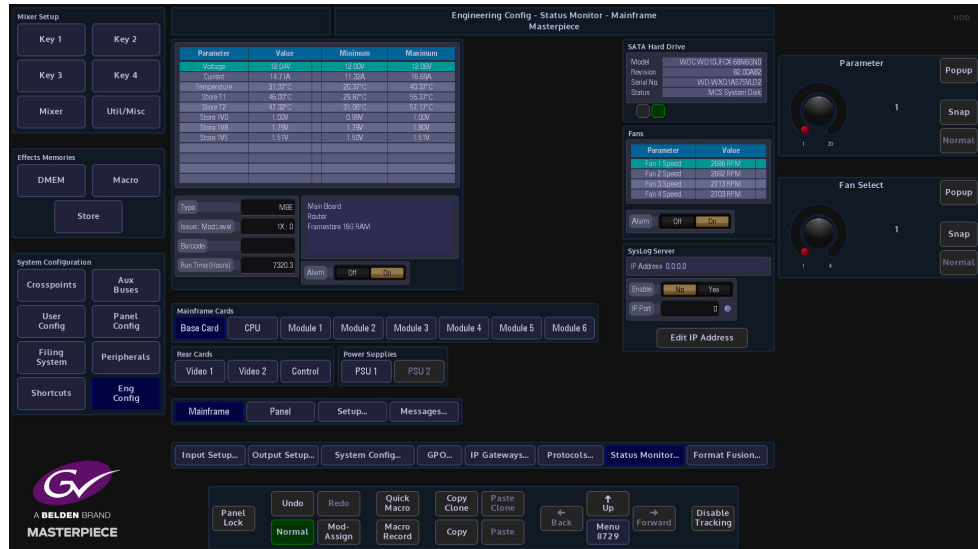 Mixer Setup
Key 1
Key 2
Key 3
Key 4
Mixer
Util/Misc
Effects Memories
DMEM
Macro
Store
System Configuration
Crosspoints
Aux
Buses
User
Config
Panel
Config
Filing
System
Peripherals
Shortcuts
Eng
Config
GV
A BELDEN BRAND
MASTERPIECE
Engineering Config - Status Monitor - Mainframe
Masterpiece
HDD
Parameter Value Minimum Maximum
Voltage 12.04V 12.00V 12.06V
Current 14.71A 11.32A 16.59A
Temperature 31.37°C 20.37°C 40.37°C
Store T1 46.00°C 29.87°C 56.37°C
Store T2 47.32°C 31.06°C 57.17°C
Store 1V0 1.00V 0.99V 1.00V
Store 1V8 1.79V 1.79V 1.80V
Store 1V5 1.51V 1.50V 1.51V
Type MBE
Issue : Mod Level 1X : 0
Barcode
Run Time (Hours) 7320.3
Main Board
Router
Framestore 16G RAM
Alarm Off On
Mainframe Cards
Base Card CPU Module 1 Module 2 Module 3 Module 4 Module 5 Module 6
Rear Cards
Video 1 Video 2 Control
Power Supplies
PSU 1 PSU 2
Mainframe Panel Setup... Messages...
Input Setup... Output Setup... System Config... GPO... IP Gateways... Protocols... Status Monitor... Format Fusion...
SATA Hard Drive
Model WDC WD10JFCX-68N6GN0
Revision 82.00A82
Serial No.
Status MCS System Disk
Fans
Parameter Value
Fan 1 Speed 2686 RPM
Fan 2 Speed 2692 RPM
Fan 3 Speed 2713 RPM
Fan 4 Speed 2703 RPM
Alarm Off On
SysLog Server
IP Address 0.0.0.0
Enable No Yes
IP Port 0
Edit IP Address
Parameter
1
1 20
Popup
Snap
Normal
Fan Select
1
1 4
Popup
Snap
Normal
Panel
Lock
Undo
Redo
Normal
Mod-
Assign
Quick
Macro
Macro
Record
Copy
Clone
Paste
Clone
Copy
Paste
←
Back
↑
Up
Menu
8729
→
Forward
Disable
Tracking